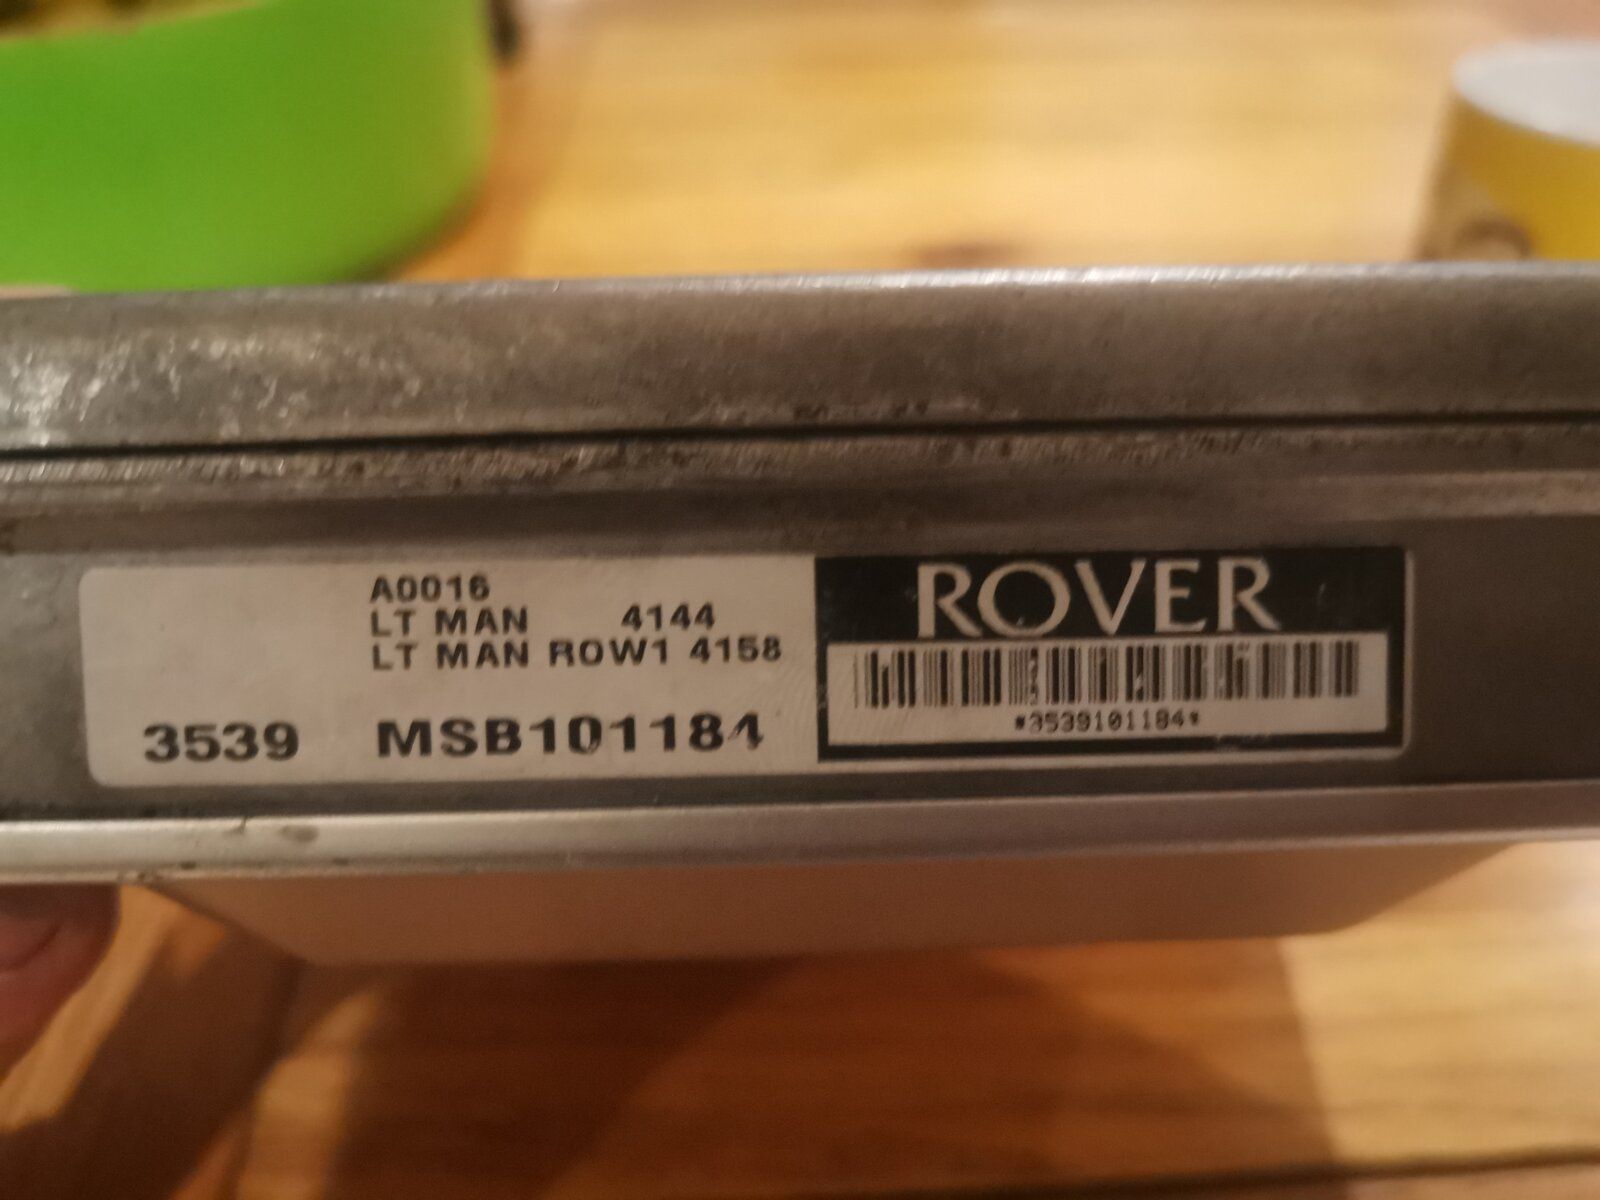 A0016
LT MAN 4144
LT MAN ROW1 4158
3539 MSB101184
ROVER
*3539101184*